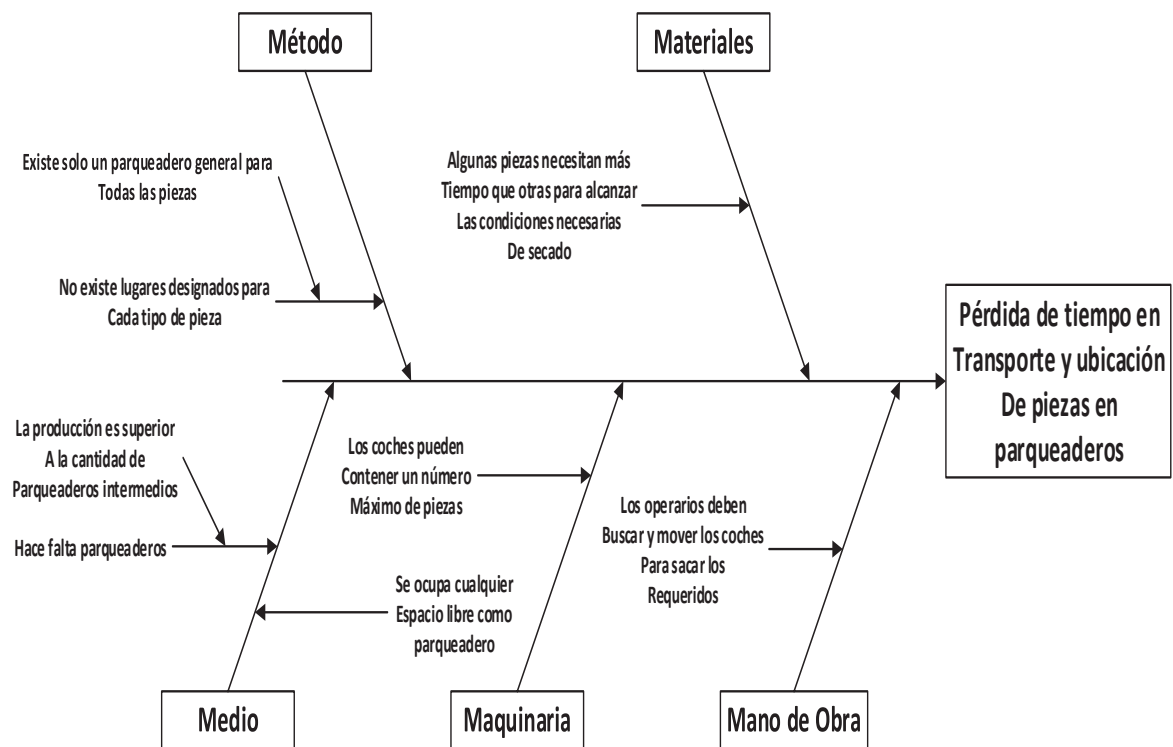 Método
Materiales
Existe solo un parqueadero general para
Todas las piezas
Algunas piezas necesitan más
Tiempo que otras para alcanzar
Las condiciones necesarias
De secado
No existe lugares designados para
Cada tipo de pieza
Pérdida de tiempo en
Transporte y ubicación
De piezas en
parqueaderos
La producción es superior
A la cantidad de
Parqueaderos intermedios
Los coches pueden
Contener un número
Máximo de piezas
Los operarios deben
Buscar y mover los coches
Para sacar los
Requeridos
Hace falta parqueaderos
Se ocupa cualquier
Espacio libre como
parqueadero
Medio
Maquinaria
Mano de Obra